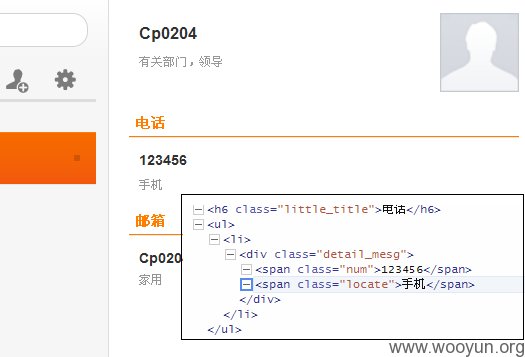 Cp0204
有关部门，领导
电话
123456
手机
邮箱
Cp020
家用
<h6 class="little_title">电话</h6>
<ul>
<li>
<div class="detail_mesg">
<span class="num">123456</span>
<span class="locate">手机</span>
</div>
</li>
</ul>
www.wooyun.org